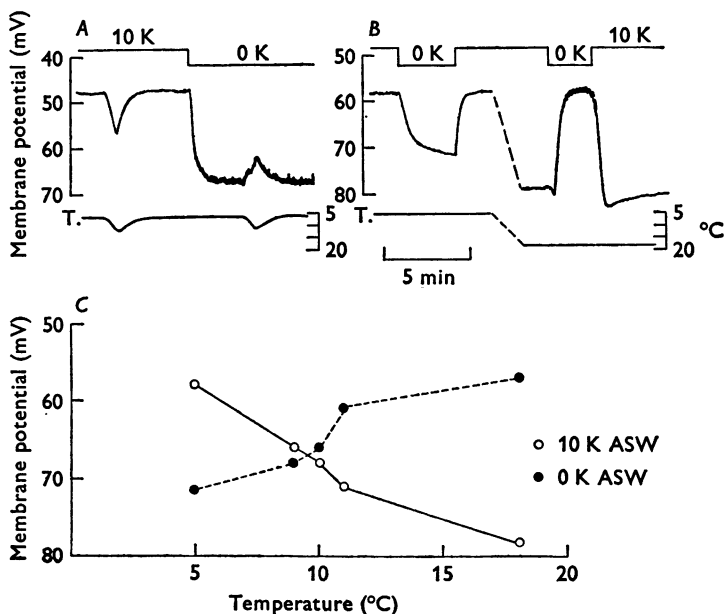 A
10 K
0 K
Membrane potential (mV)
40
50
60
70
T.
5
20
B
0 K
0 K
10 K
50
60
70
80
T.
5
20
°C
5 min
C
Membrane potential (mV)
50
60
70
80
10 K ASW
0 K ASW
5
10
15
20
Temperature (°C)